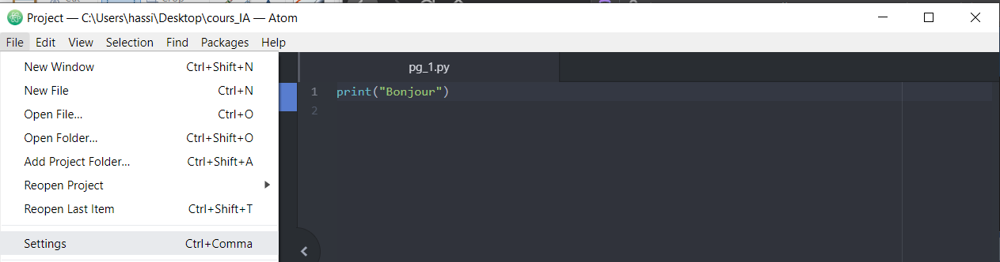 Project — C:\Users\hassi\Desktop\cours_IA — Atom
File Edit View Selection Find Packages Help
New Window Ctrl+Shift+N
New File Ctrl+N
Open File... Ctrl+O
Open Folder... Ctrl+Shift+O
Add Project Folder... Ctrl+Shift+A
Reopen Project
Reopen Last Item Ctrl+Shift+T
Settings Ctrl+Comma
pg_1.py
1 print("Bonjour")
2